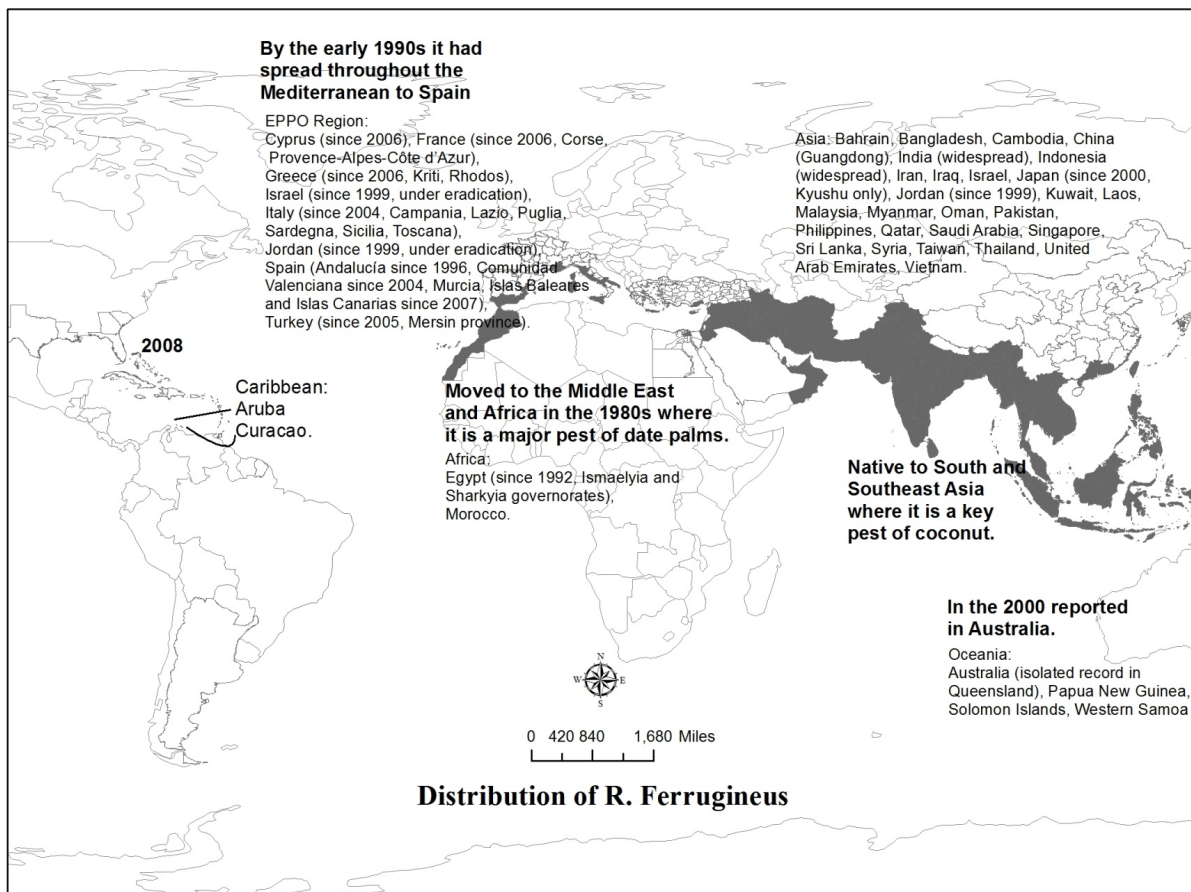 By the early 1990s it had
spread throughout the
Mediterranean to Spain
EPPO Region:
Cyprus (since 2006), France (since 2006, Corse,
Provence-Alpes-Côte d'Azur),
Greece (since 2006, Kriti, Rhodos),
Israel (since 1999, under eradication),
Italy (since 2004, Campania, Lazio, Puglia,
Sardegna, Sicilia, Toscana),
Jordan (since 1999, under eradication),
Spain (Andalucía since 1996, Comunidad
Valenciana since 2004, Murcia, Islas Baleares
and Islas Canarias since 2007),
Turkey (since 2005, Mersin province).
Asia: Bahrain, Bangladesh, Cambodia, China
(Guangdong), India (widespread), Indonesia
(widespread), Iran, Iraq, Israel, Japan (since 2000,
Kyushu only), Jordan (since 1999), Kuwait, Laos,
Malaysia, Myanmar, Oman, Pakistan,
Philippines, Qatar, Saudi Arabia, Singapore,
Sri Lanka, Syria, Taiwan, Thailand, United
Arab Emirates, Vietnam.
2008
Caribbean:
Aruba
Curacao.
Moved to the Middle East
and Africa in the 1980s where
it is a major pest of date palms.
Africa:
Egypt (since 1992, Ismaelyia and
Sharkyia governorates),
Morocco.
Native to South and
Southeast Asia
where it is a key
pest of coconut.
In the 2000 reported
in Australia.
Oceania:
Australia (isolated record in
Queensland), Papua New Guinea,
Solomon Islands, Western Samoa
N
W E
S
0 420 840 1,680 Miles
Distribution of R. Ferrugineus